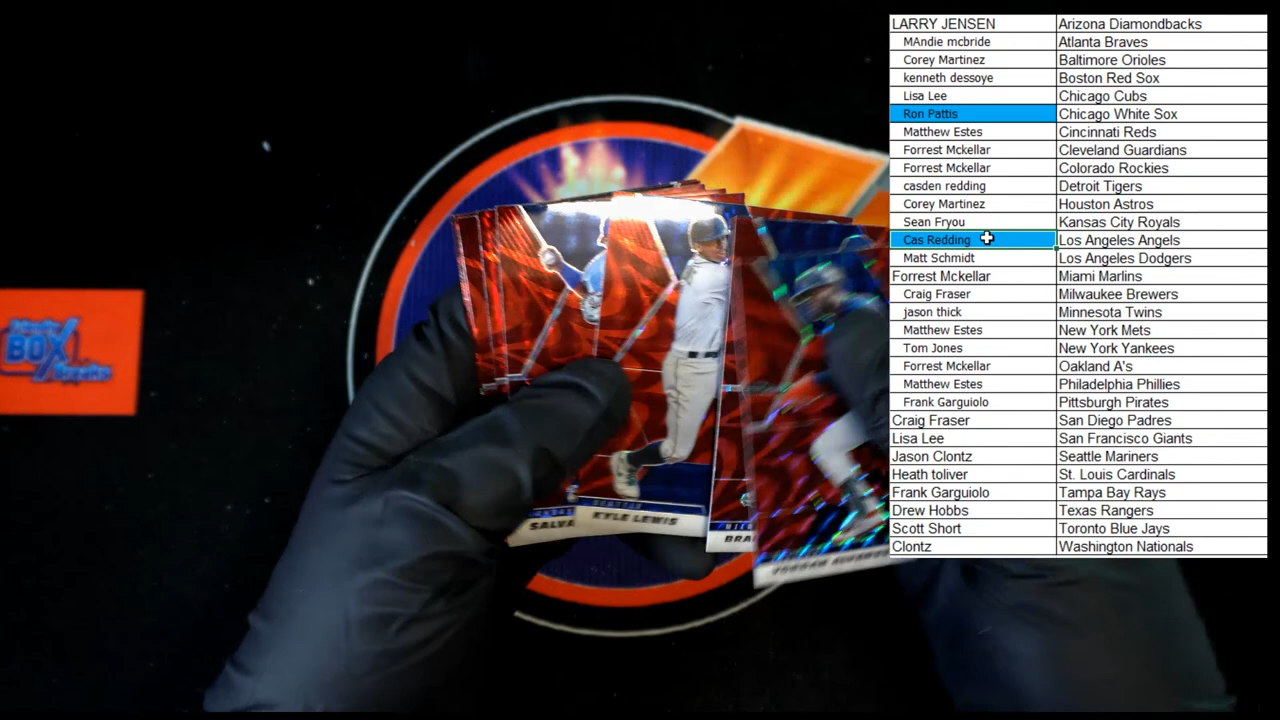 LARRY JENSEN Arizona Diamondbacks
MAndie mcbride Atlanta Braves
Corey Martinez Baltimore Orioles
kenneth dessoye Boston Red Sox
Lisa Lee Chicago Cubs
Ron Pattis Chicago White Sox
Matthew Estes Cincinnati Reds
Forrest Mckellar Cleveland Guardians
Forrest Mckellar Colorado Rockies
casden redding Detroit Tigers
Corey Martinez Houston Astros
Sean Fryou Kansas City Royals
Cas Redding Los Angeles Angels
Matt Schmidt Los Angeles Dodgers
Forrest Mckellar Miami Marlins
Craig Fraser Milwaukee Brewers
jason thick Minnesota Twins
Matthew Estes New York Mets
Tom Jones New York Yankees
Forrest Mckellar Oakland A's
Matthew Estes Philadelphia Phillies
Frank Garguiolo Pittsburgh Pirates
Craig Fraser San Diego Padres
Lisa Lee San Francisco Giants
Jason Clontz Seattle Mariners
Heath toliver St. Louis Cardinals
Frank Garguiolo Tampa Bay Rays
Drew Hobbs Texas Rangers
Scott Short Toronto Blue Jays
Clontz Washington Nationals
BOX
SEATTLE
SALVA
KYLE LEWIS
BRA